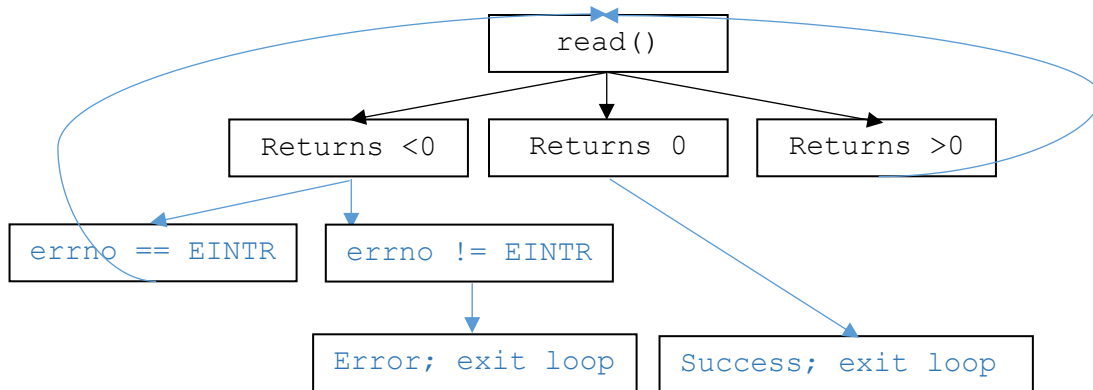 read()
Returns <0
Returns 0
Returns >0
errno == EINTR
errno != EINTR
Error; exit loop
Success; exit loop